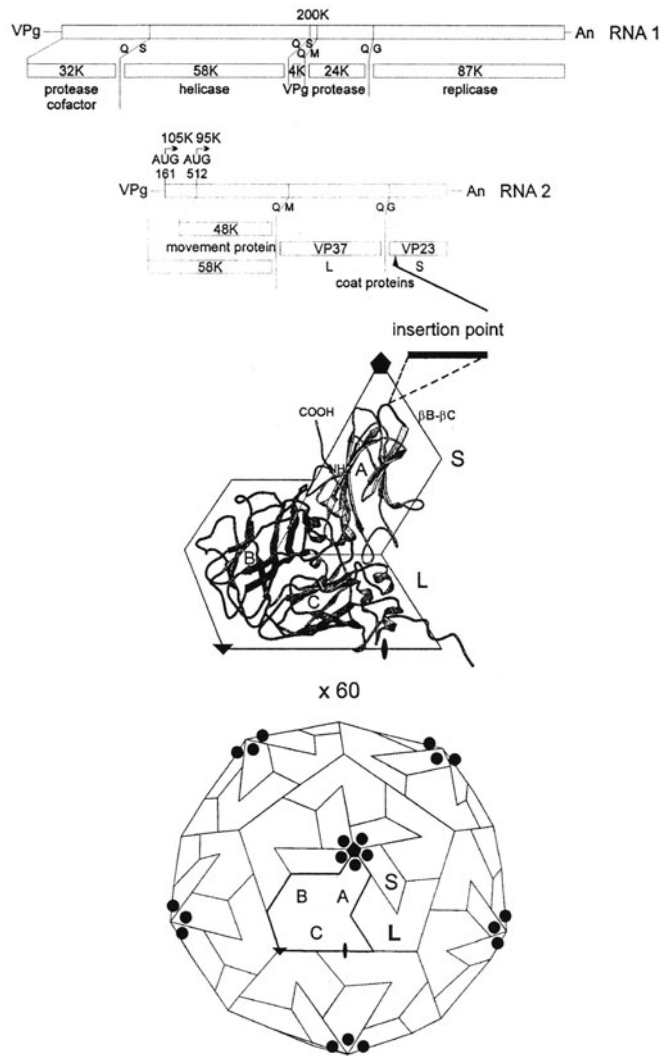 200K
VPg An RNA 1
Q S Q S Q G
Q M
32K 58K 4K 24K 87K
protease cofactor helicase VPg protease replicase
105K 95K
AUG AUG
161 512
VPg An RNA 2
Q M Q G
48K
movement protein VP37 VP23
58K L S
coat proteins
insertion point
COOH βB-βC
NH A S
B L
C
x 60
S
B A
L
C